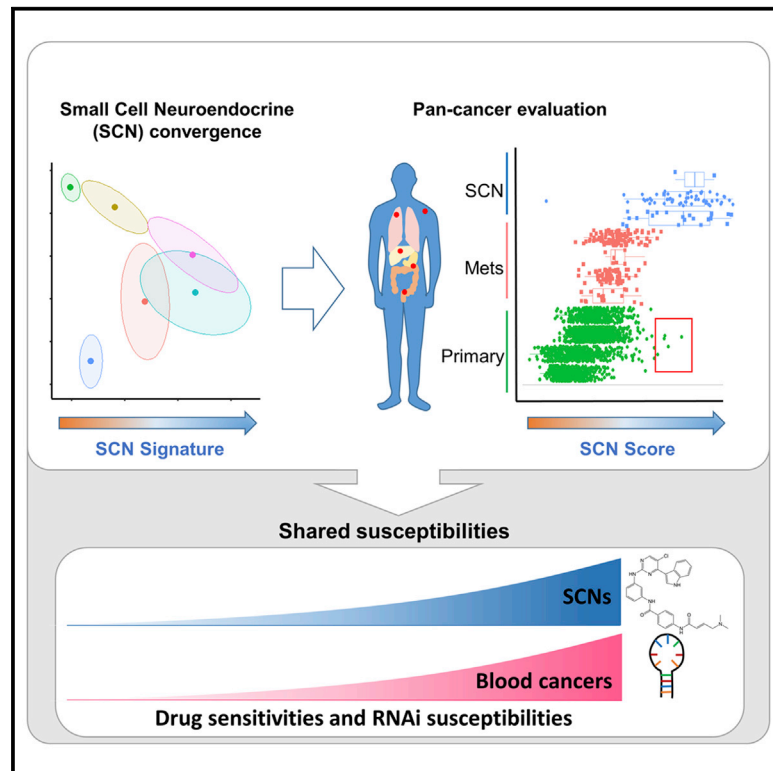 Small Cell Neuroendocrine
(SCN) convergence
Pan-cancer evaluation
SCN
Mets
Primary
SCN Signature
SCN Score
Shared susceptibilities
SCNs
Blood cancers
Drug sensitivities and RNAi susceptibilities